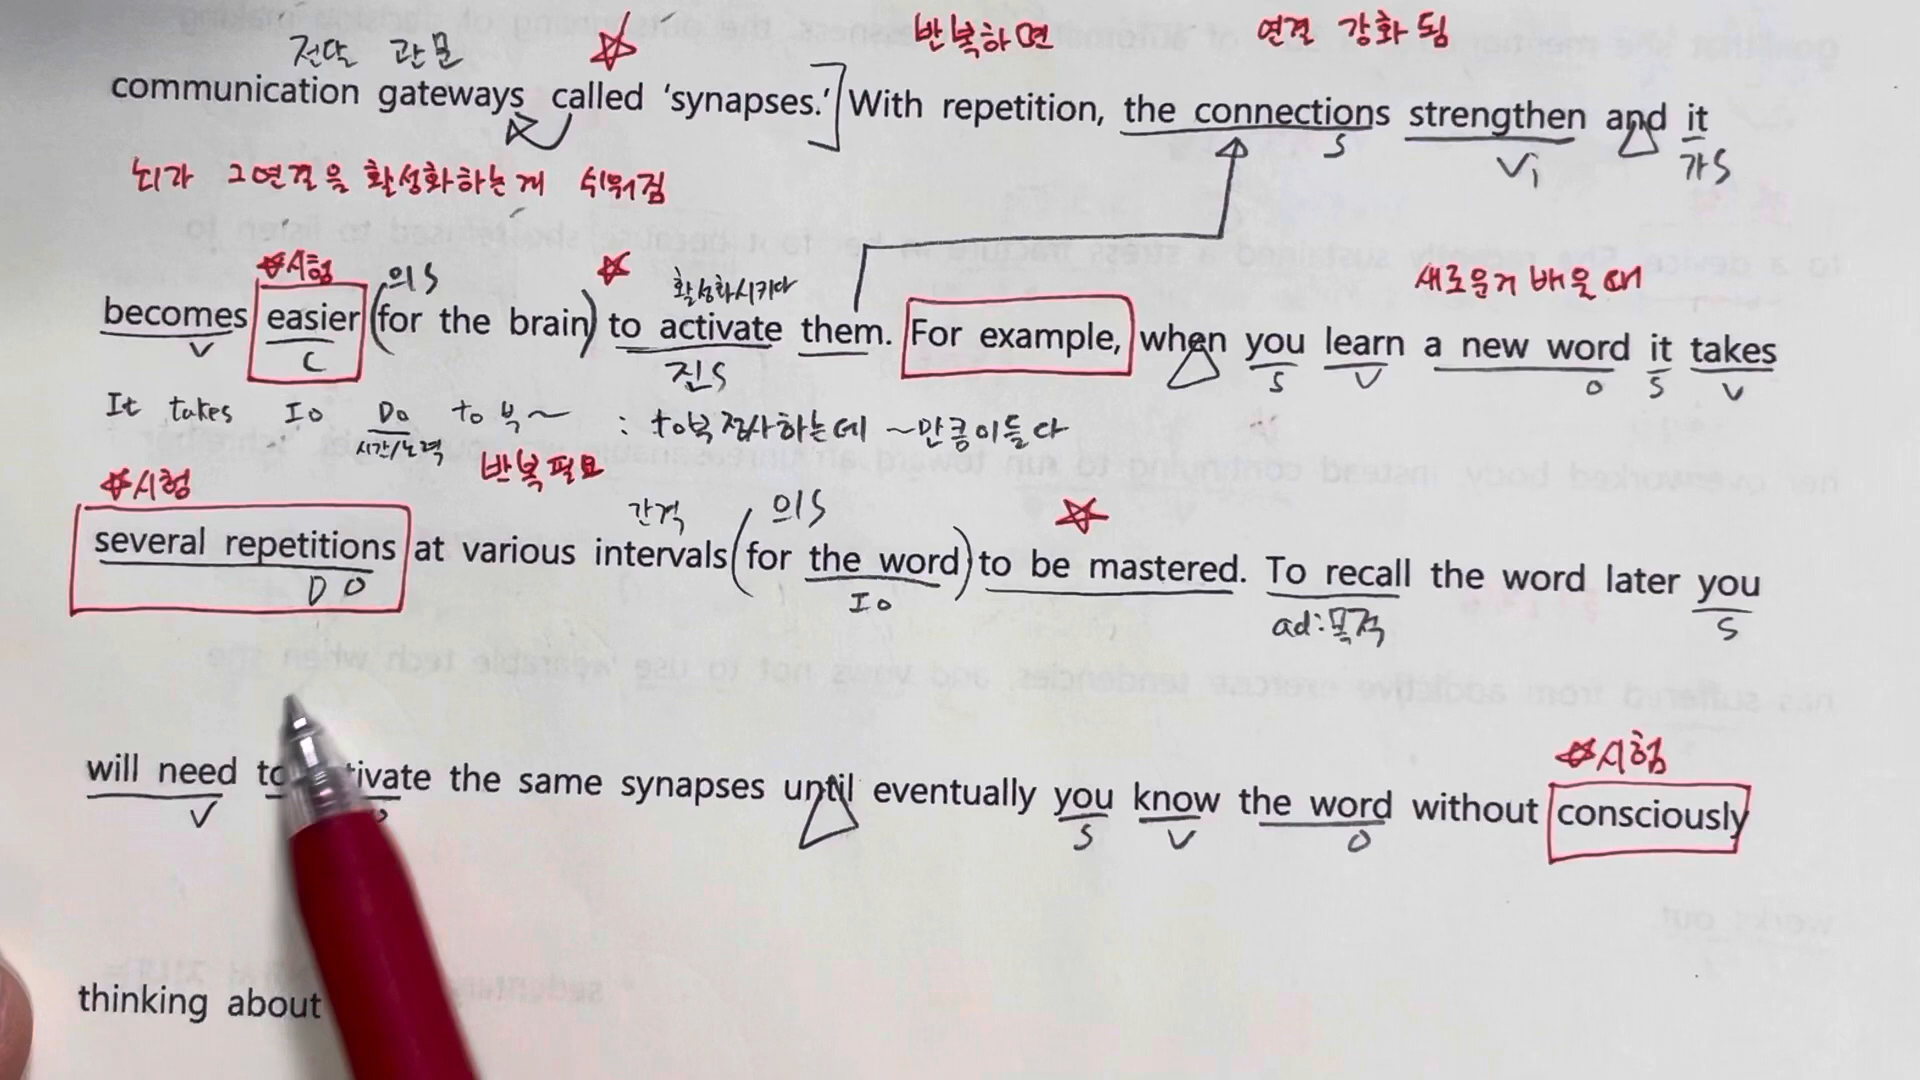 전달 관문
반복하면 연결 강화 됨
communication gateways called ‘synapses.’ With repetition, the connections strengthen and it
S Vi 가S
뇌가 그연결을 활성화하는게 쉬워짐
시험 의S 활성화시키다 새로운거 배울때
becomes easier (for the brain) to activate them. For example, when you learn a new word it takes
V C 진S S V O S V
It takes IO DO to부~ : to부정사하는데 ~만큼이 들다
시간/노력
시험 반복필요 간격 의S
several repetitions at various intervals (for the word) to be mastered. To recall the word later you
DO IO ad:목적 S
시험
will need to the same synapses until eventually you know the word without consciously
V S V O
thinking about